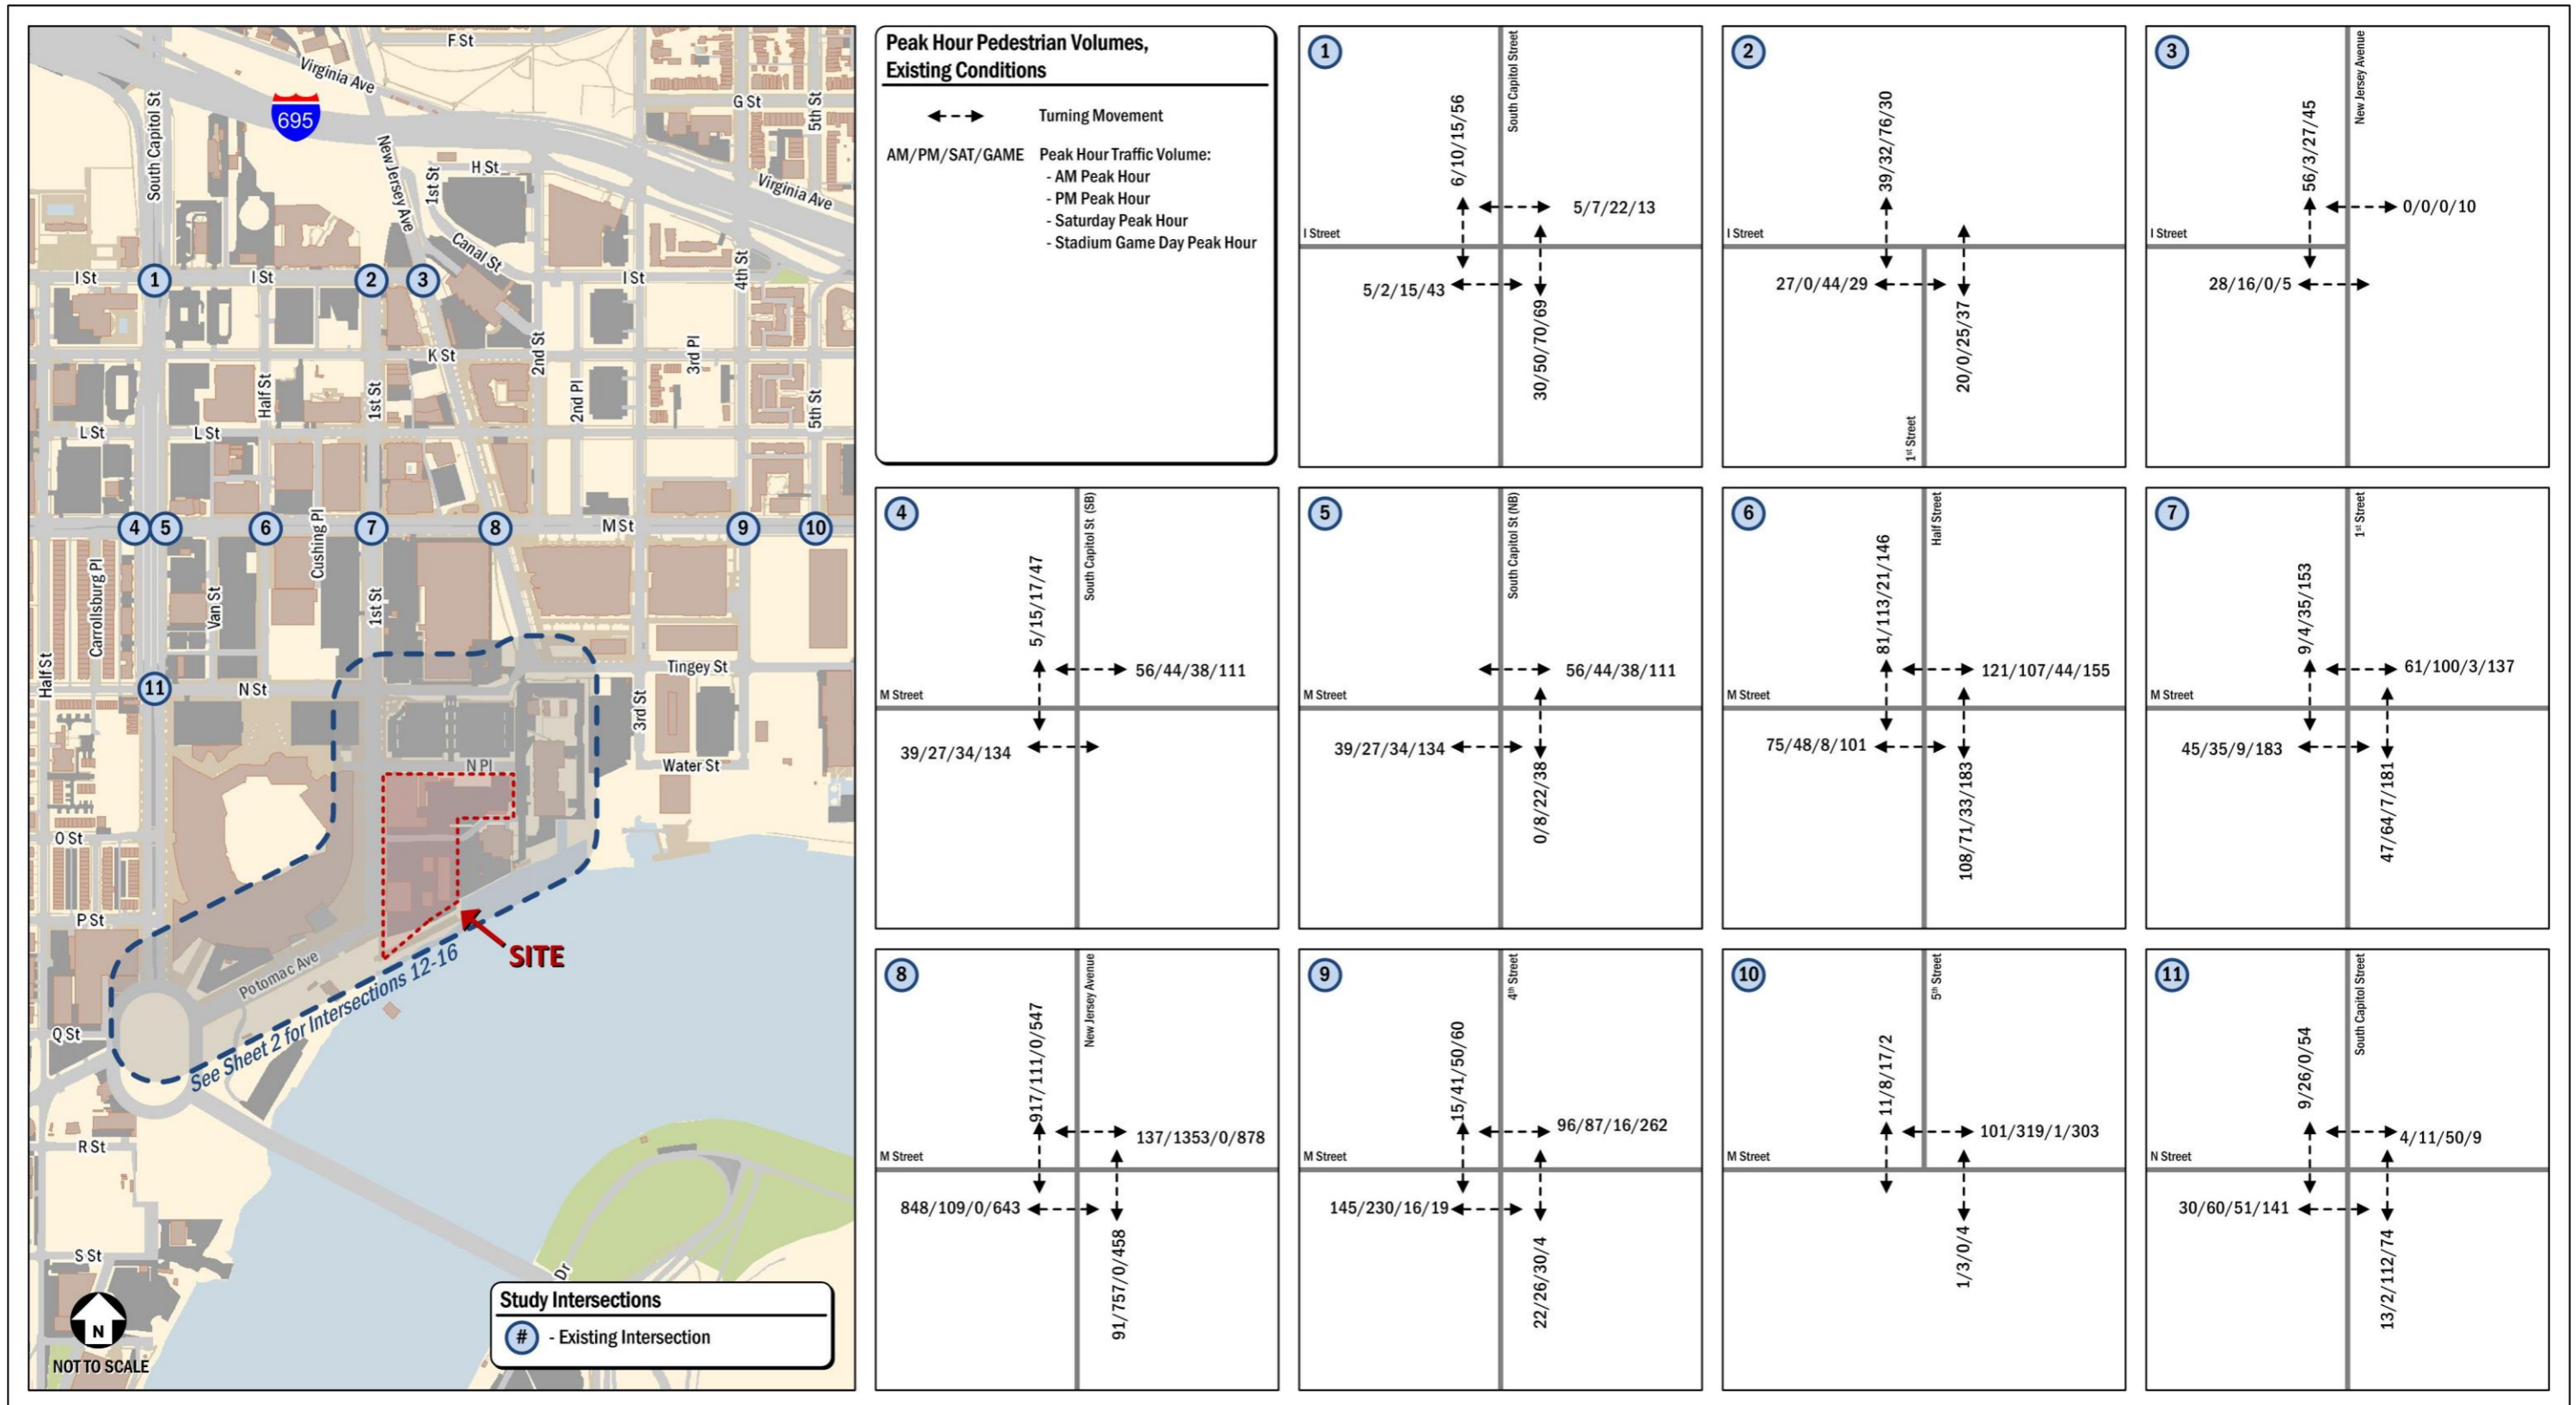 F St
Virginia Ave
695
G St
5th St
South Capitol St
New Jersey Ave
1st St
H St
Virginia Ave
Canal St
I St
1
I St
2
3
I St
4th St
K St
2nd St
3rd Pl
Half St
1st St
2nd Pl
5th St
L St
L St
4
5
6
Cushing Pl
7
8
M St
9
10
Carrollsburg Pl
Van St
1st St
Half St
11
N St
Tingey St
3rd St
N Pl
Water St
O St
P St
SITE
Potomac Ave
See Sheet 2 for Intersections 12-16
Q St
R St
S St
Dr
N
NOT TO SCALE
Study Intersections
# - Existing Intersection
Peak Hour Pedestrian Volumes,
Existing Conditions
Turning Movement
AM/PM/SAT/GAME Peak Hour Traffic Volume:
- AM Peak Hour
- PM Peak Hour
- Saturday Peak Hour
- Stadium Game Day Peak Hour
1
South Capitol Street
6/10/15/56
5/7/22/13
I Street
5/2/15/43
30/50/70/69
2
39/32/76/30
I Street
27/0/44/29
20/0/25/37
1st Street
3
New Jersey Avenue
56/3/27/45
0/0/0/10
I Street
28/16/0/5
4
South Capitol St (SB)
5/15/17/47
56/44/38/111
M Street
39/27/34/134
5
South Capitol St (NB)
56/44/38/111
M Street
39/27/34/134
0/8/22/38
6
Half Street
81/113/21/146
121/107/44/155
M Street
75/48/8/101
108/71/33/183
7
1st Street
9/4/35/153
61/100/3/137
M Street
45/35/9/183
47/64/7/181
8
New Jersey Avenue
917/111/0/547
137/1353/0/878
M Street
848/109/0/643
91/757/0/458
9
4th Street
15/41/50/60
96/87/16/262
M Street
145/230/16/19
22/26/30/4
10
5th Street
11/8/17/2
101/319/1/303
M Street
1/3/0/4
11
South Capitol Street
9/26/0/54
4/11/50/9
N Street
30/60/51/141
13/2/112/74